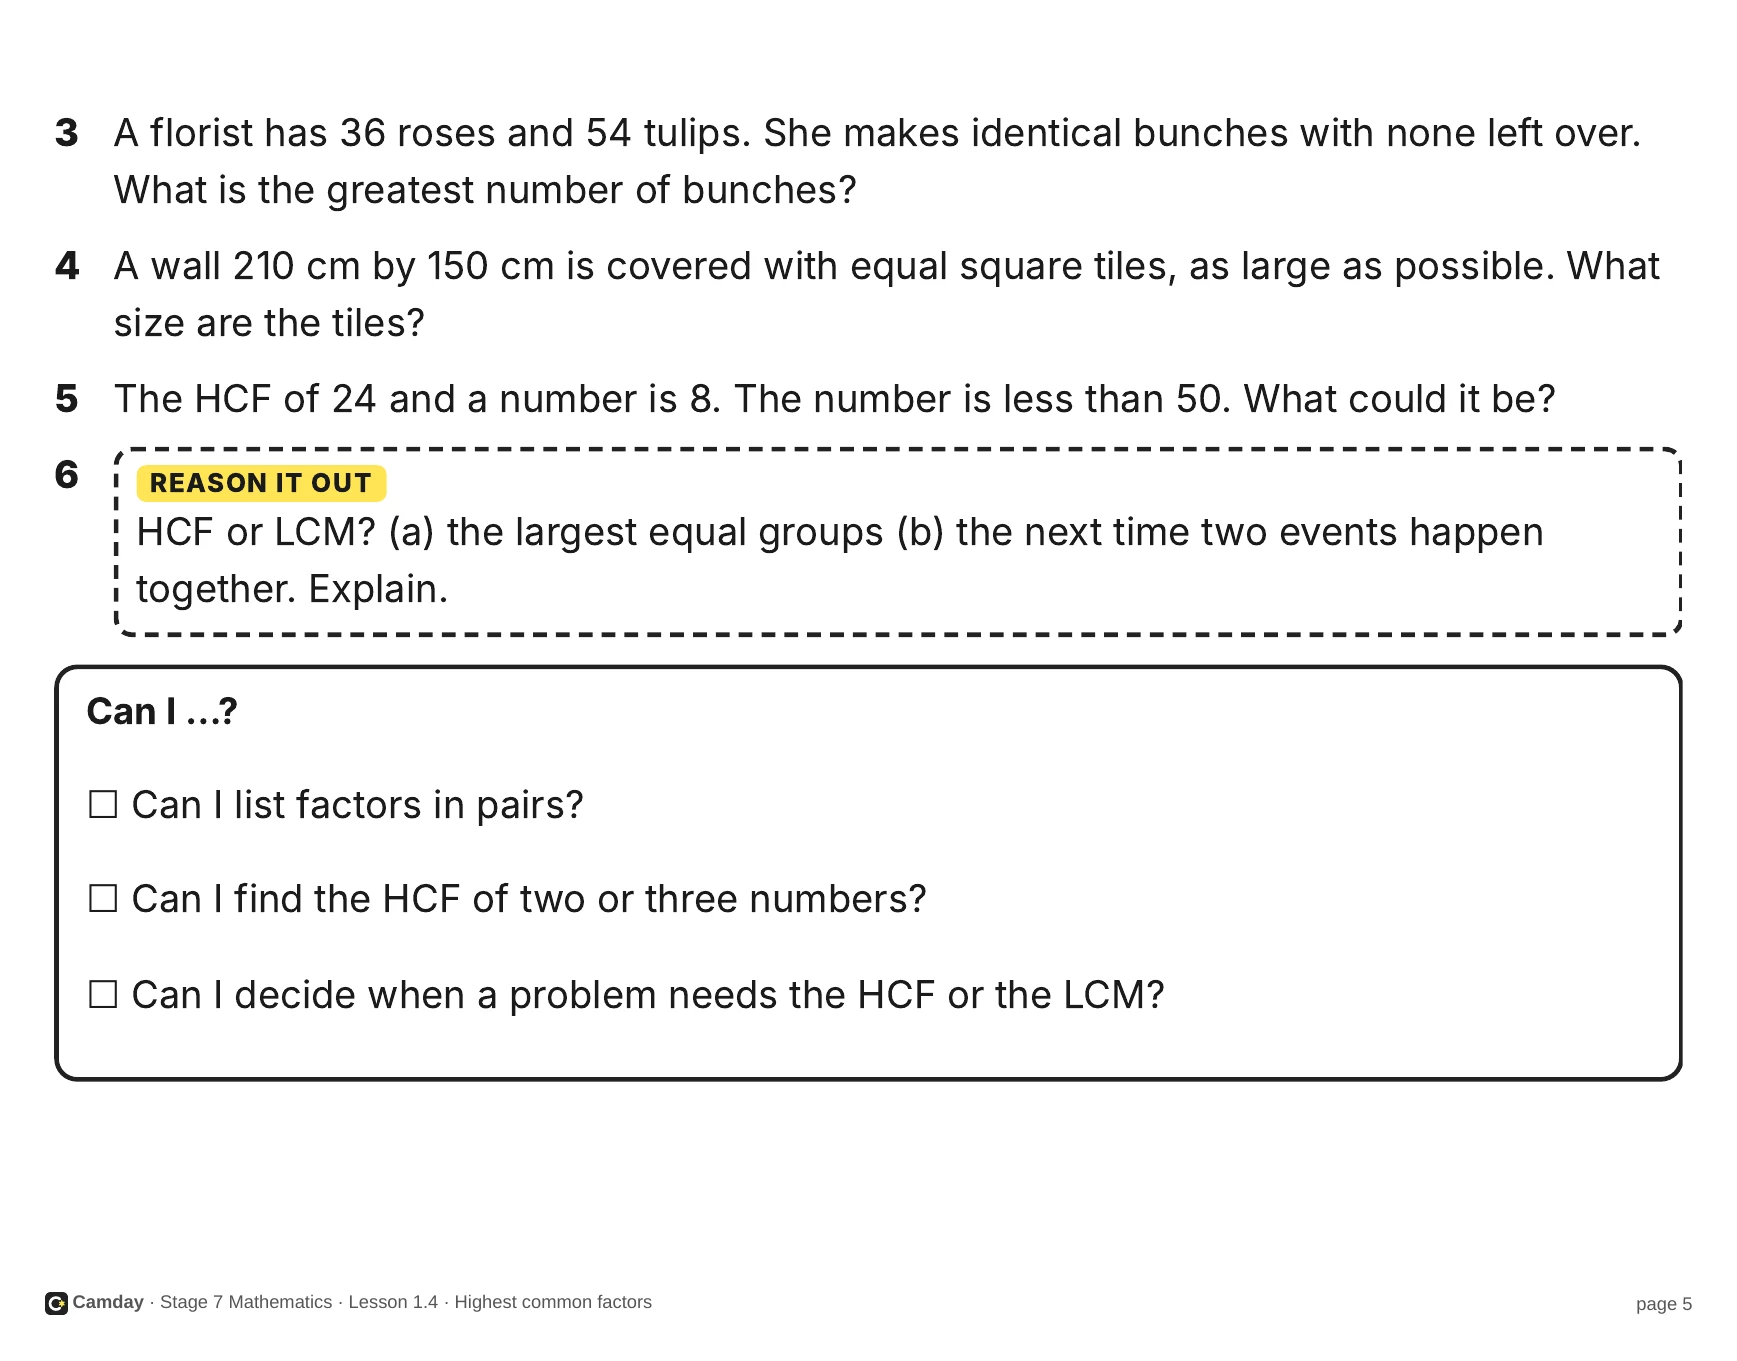 3 A florist has 36 roses and 54 tulips. She makes identical bunches with none left over.
What is the greatest number of bunches?
4 A wall 210 cm by 150 cm is covered with equal square tiles, as large as possible. What
size are the tiles?
5 The HCF of 24 and a number is 8. The number is less than 50. What could it be?
6 REASON IT OUT
HCF or LCM? (a) the largest equal groups (b) the next time two events happen
together. Explain.
Can I …?
☐ Can I list factors in pairs?
☐ Can I find the HCF of two or three numbers?
☐ Can I decide when a problem needs the HCF or the LCM?
Camday · Stage 7 Mathematics · Lesson 1.4 · Highest common factors page 5